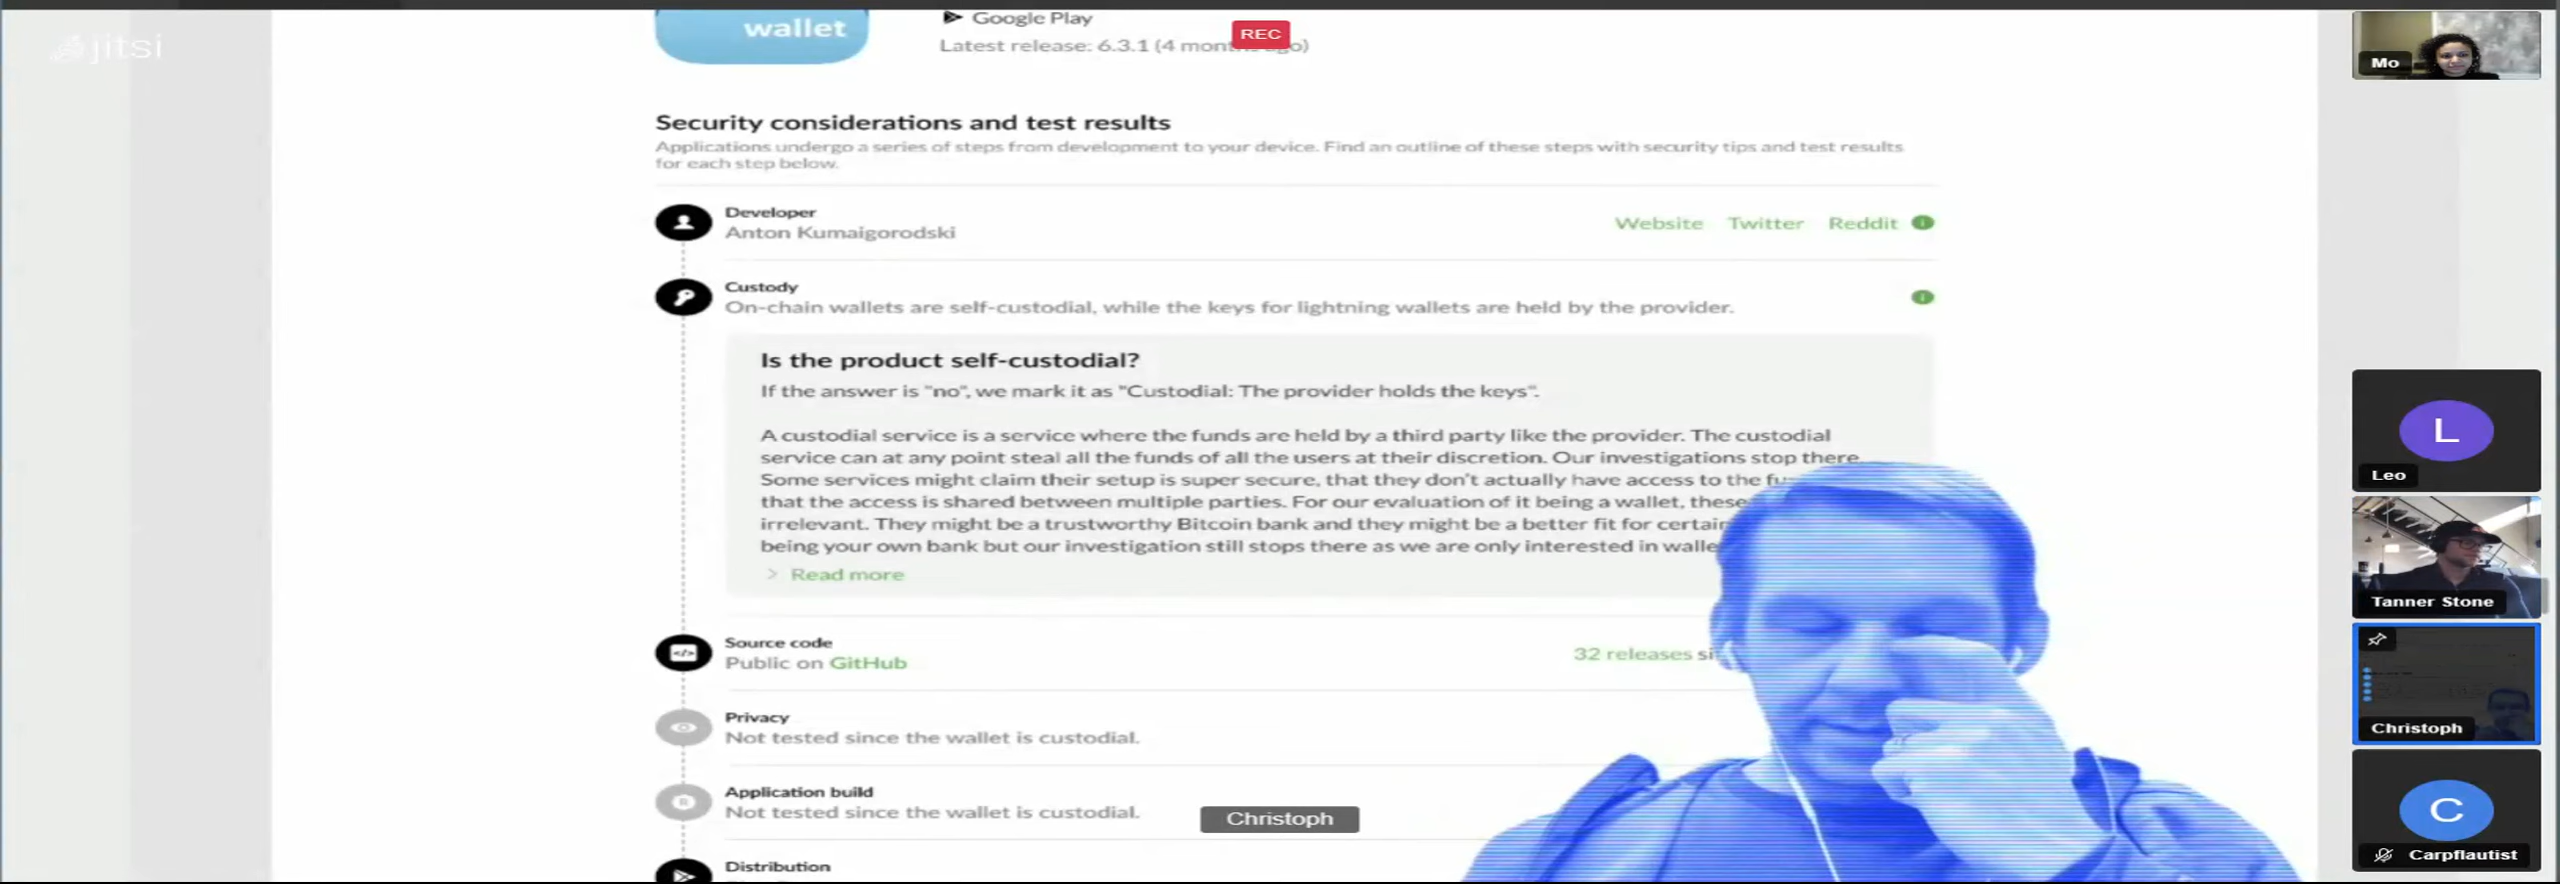 jitsi
wallet
Google Play
Latest release: 6.3.1 (4 mon
REC
Mo
Security considerations and test results
Applications undergo a series of steps from development to your device. Find an outline of these steps with security tips and test results
for each step below.
Developer
Anton Kumaigorodski
Website Twitter Reddit
Custody
On-chain wallets are self-custodial, while the keys for lightning wallets are held by the provider.
Is the product self-custodial?
If the answer is "no", we mark it as "Custodial: The provider holds the keys".
A custodial service is a service where the funds are held by a third party like the provider. The custodial
service can at any point steal all the funds of all the users at their discretion. Our investigations stop there.
Some services might claim their setup is super secure, that they don't actually have access to the fu
that the access is shared between multiple parties. For our evaluation of it being a wallet, these
irrelevant. They might be a trustworthy Bitcoin bank and they might be a better fit for certain
being your own bank but our investigation still stops there as we are only interested in walle
> Read more
Source code
Public on GitHub
32 releases si
Privacy
Not tested since the wallet is custodial.
Application build
Not tested since the wallet is custodial.
Distribution
Christoph
L
Leo
Tanner Stone
Christoph
C
Carpflautist